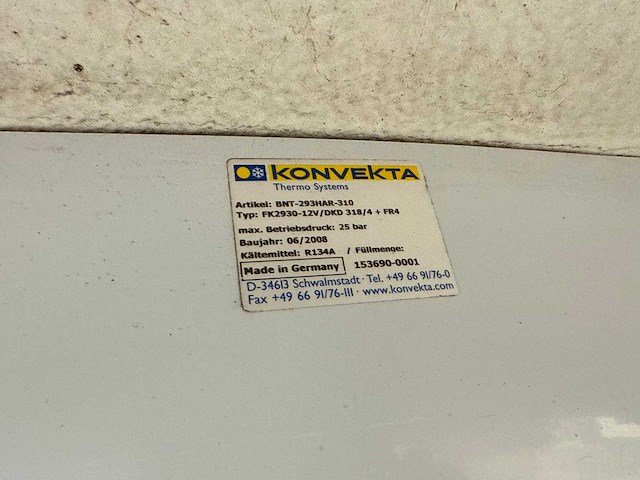 KONVEKTA
Thermo Systems
Artikel: BNT-293HAR-310
Typ: FK2930-12V/DKD 318/4 + FR4
max. Betriebsdruck: 25 bar
Baujahr: 06/2008
Kältemittel: R134A / Füllmenge:
Made in Germany 153690-0001
D-34613 Schwalmstadt · Tel. +49 66 91/76-0
Fax +49 66 91/76-111 · www.konvekta.com